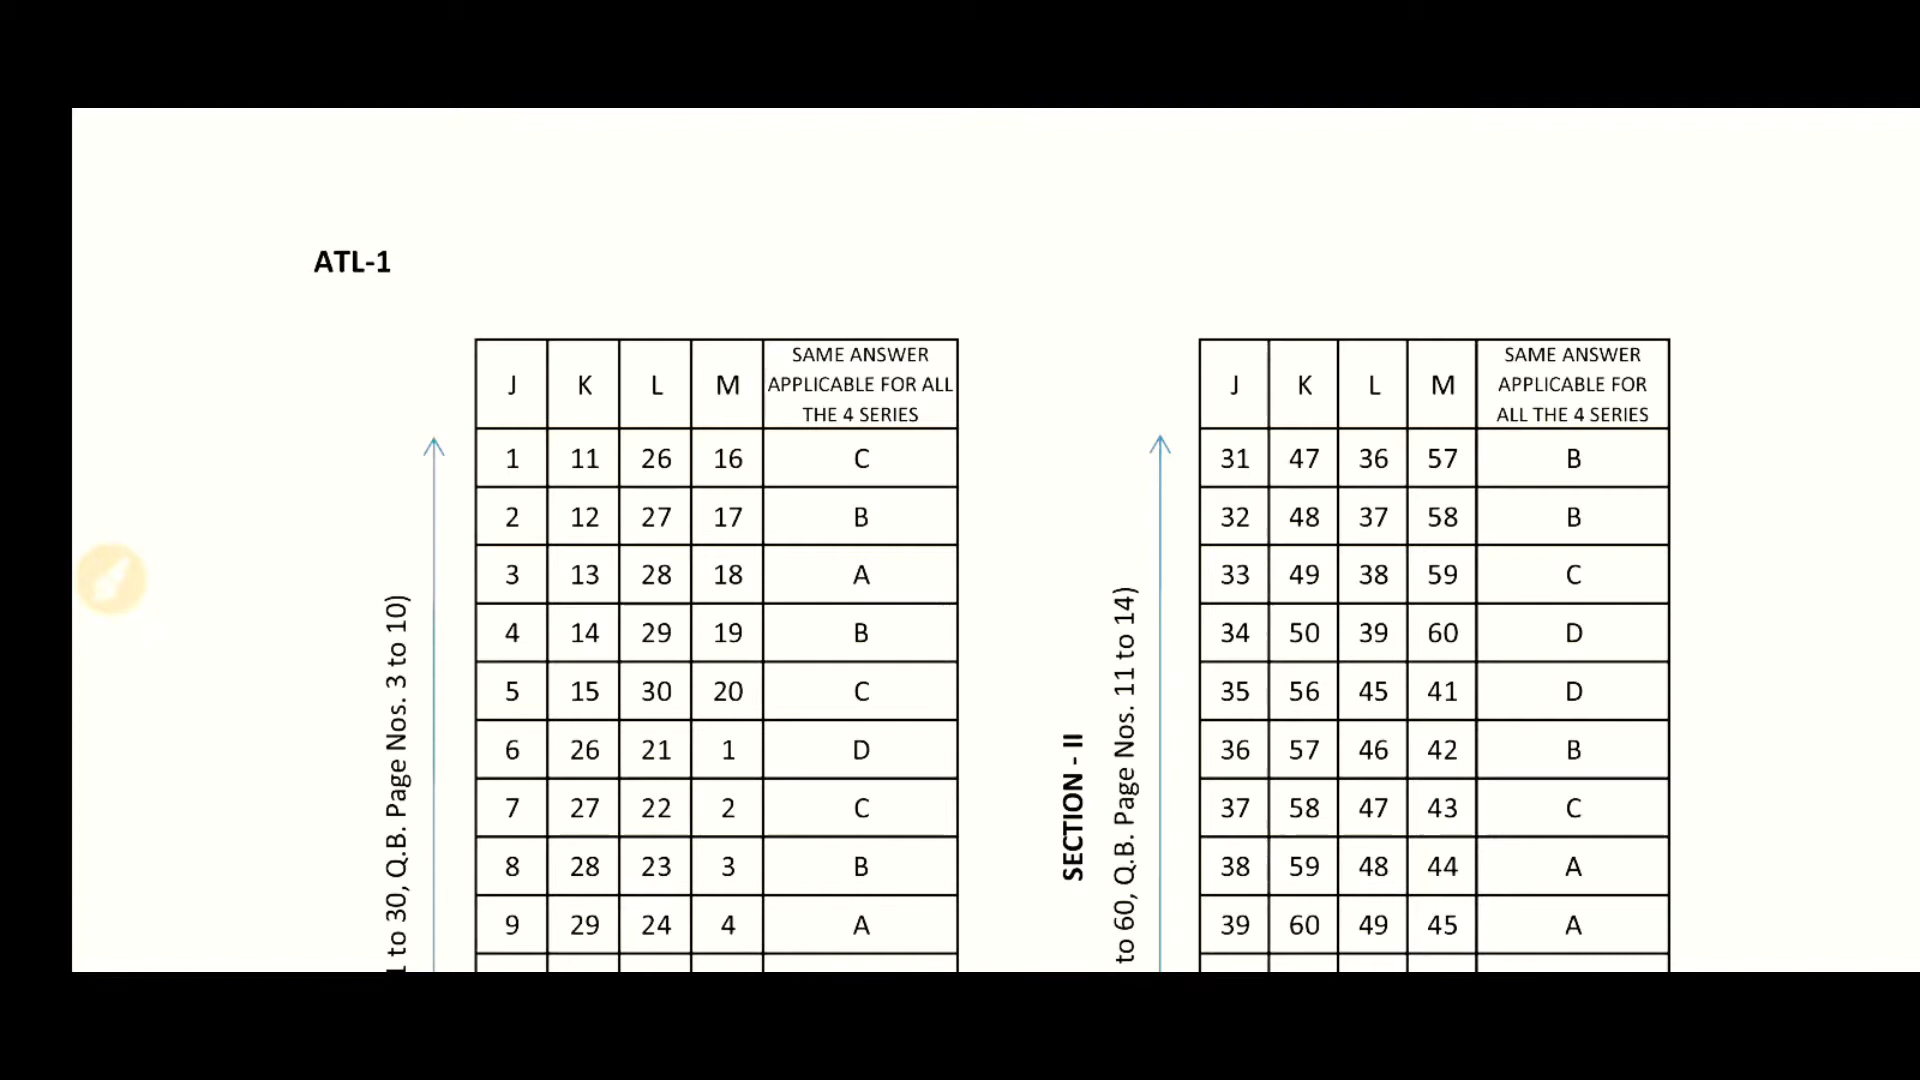 ATL-1
J K L M SAME ANSWER APPLICABLE FOR ALL THE 4 SERIES
1 11 26 16 C
2 12 27 17 B
3 13 28 18 A
4 14 29 19 B
5 15 30 20 C
6 26 21 1 D
7 27 22 2 C
8 28 23 3 B
9 29 24 4 A
1 to 30, Q.B. Page Nos. 3 to 10)
SECTION - II
to 60, Q.B. Page Nos. 11 to 14)
J K L M SAME ANSWER APPLICABLE FOR ALL THE 4 SERIES
31 47 36 57 B
32 48 37 58 B
33 49 38 59 C
34 50 39 60 D
35 56 45 41 D
36 57 46 42 B
37 58 47 43 C
38 59 48 44 A
39 60 49 45 A